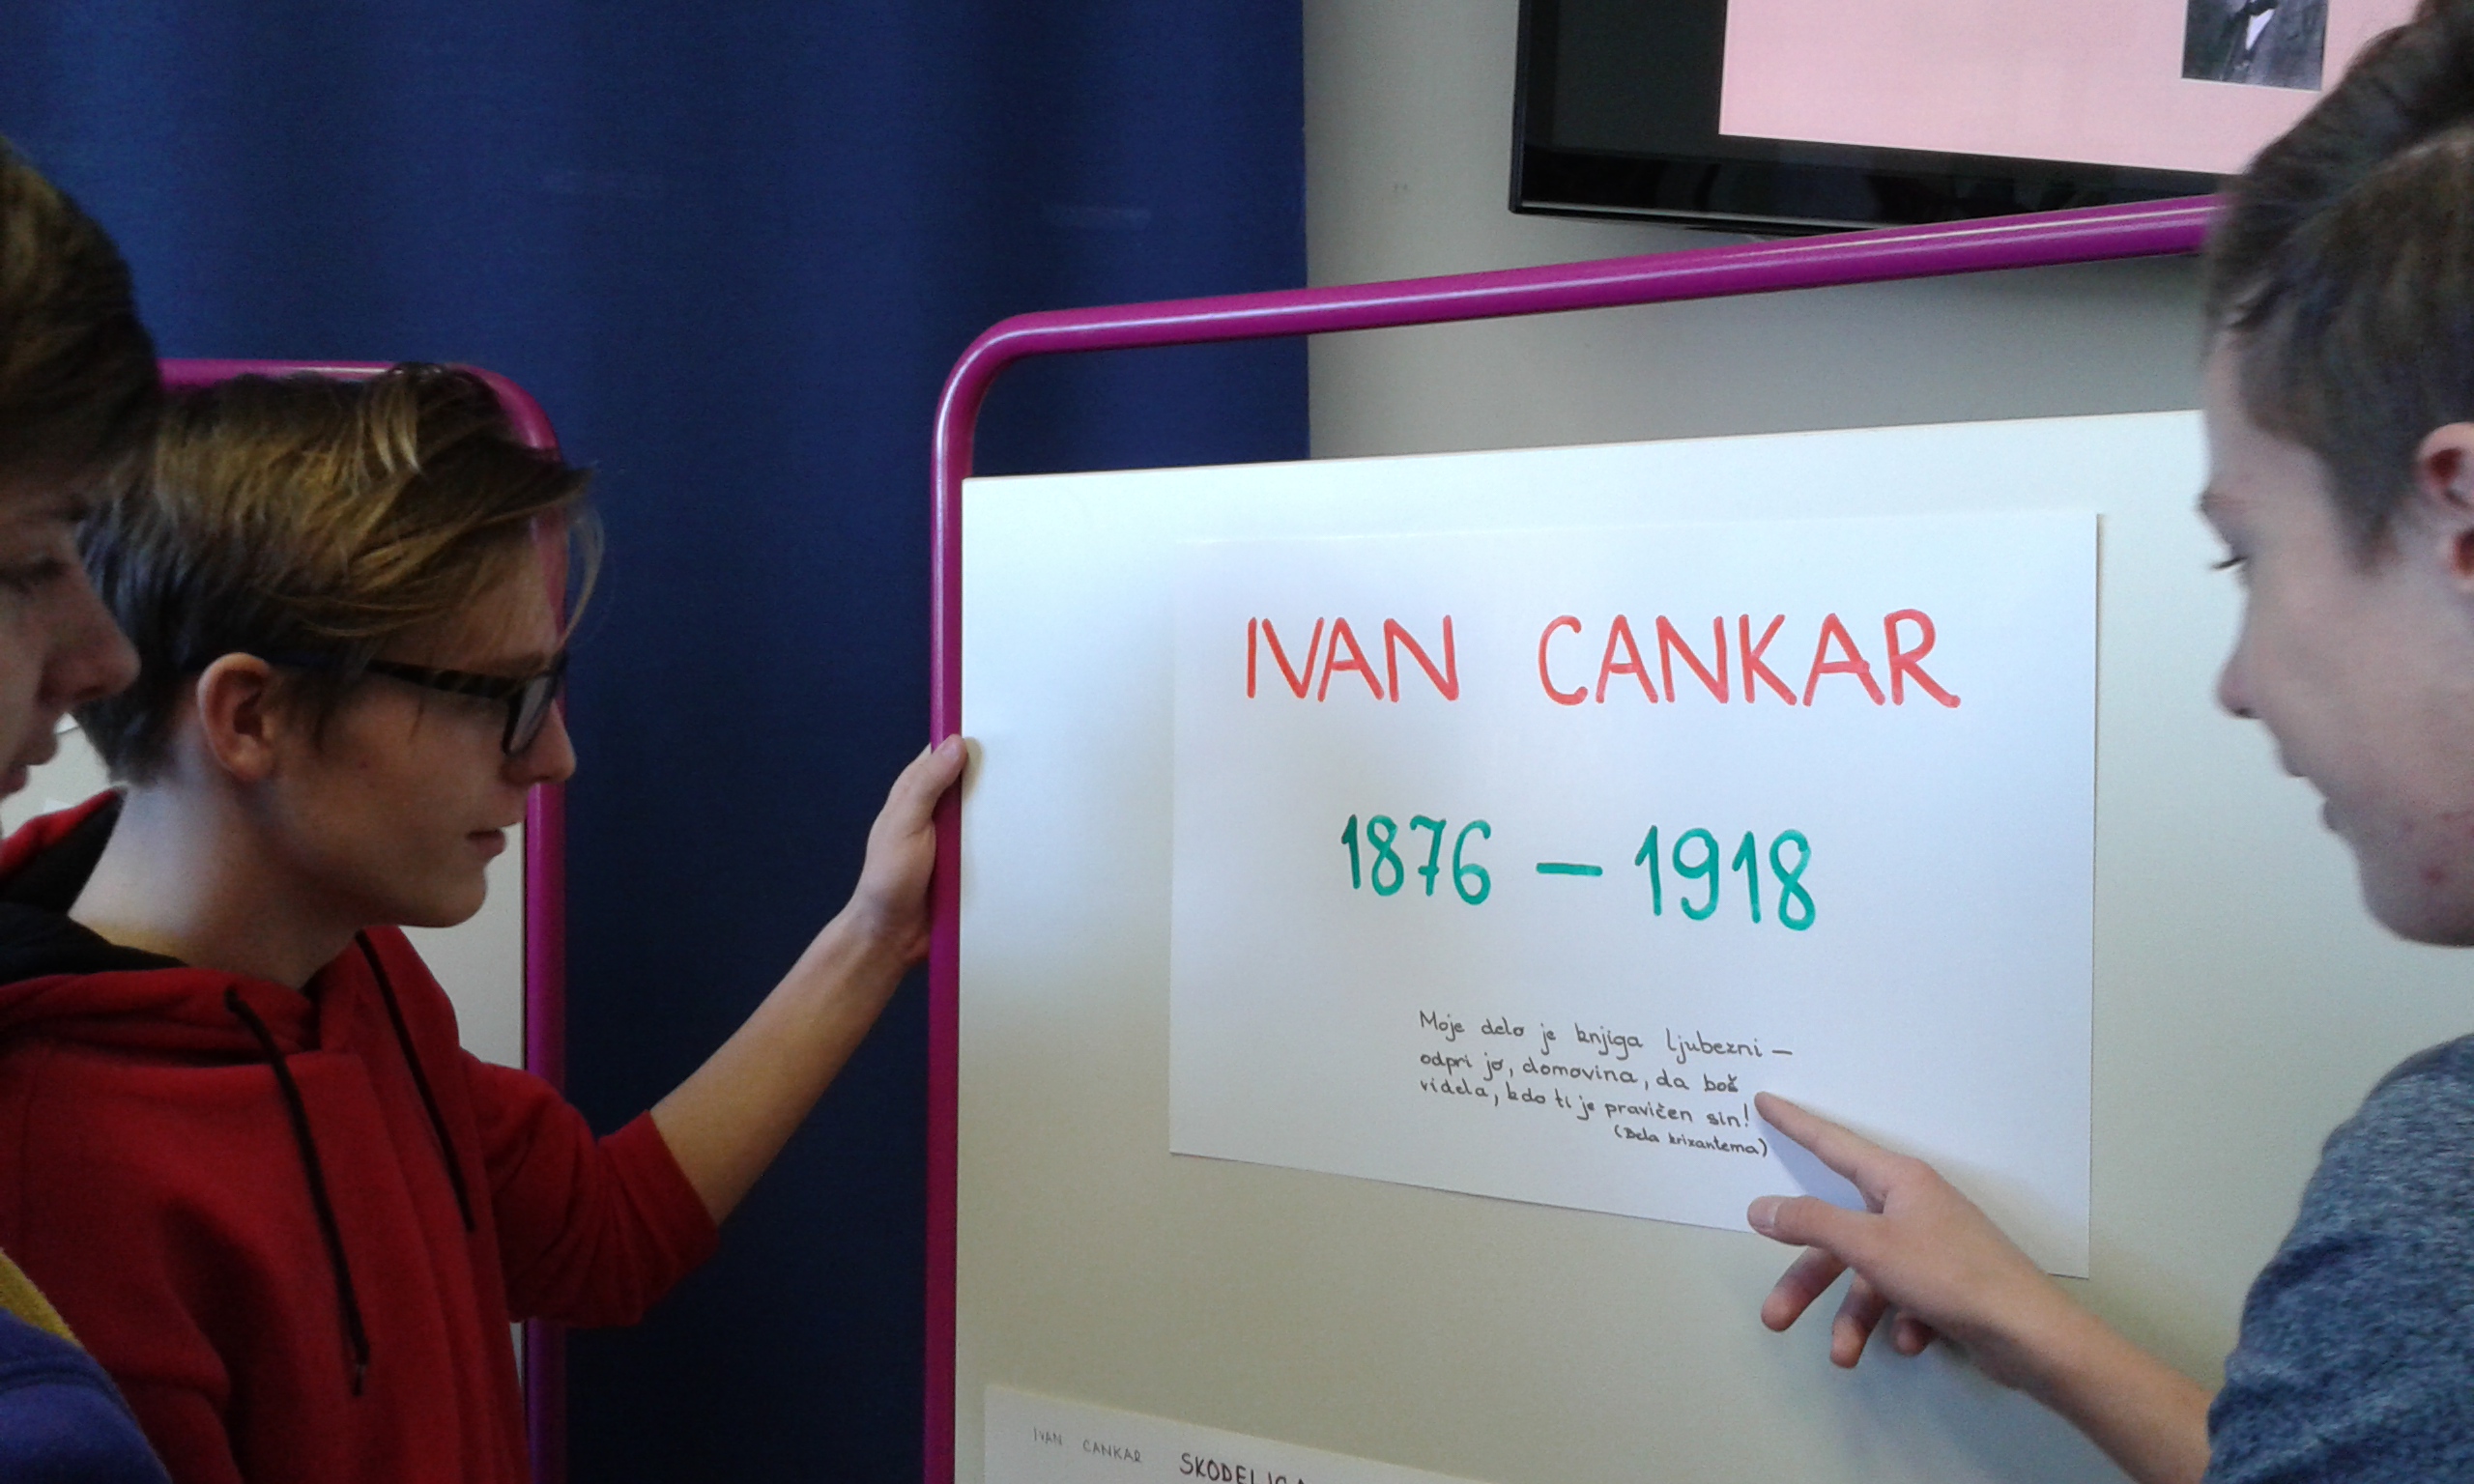 IVAN CANKAR
1876 – 1918
Moje delo je knjiga ljubezni –
odpri jo, domovina, da boš
videla, kdo ti je pravičen sin!
(Bela krizantema)
IVAN CANKAR